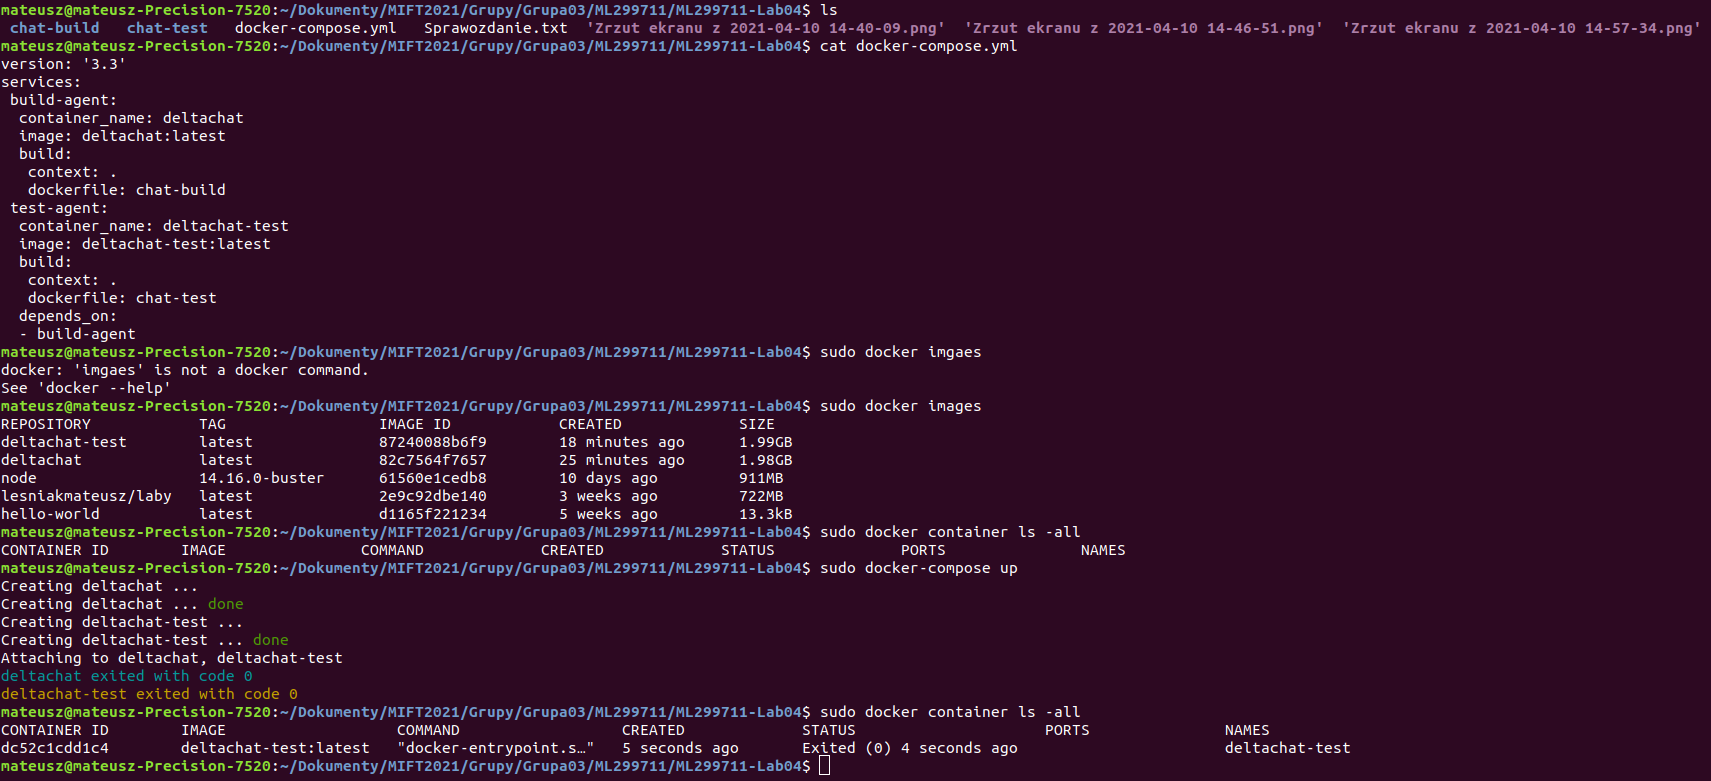 mateusz@mateusz-Precision-7520:~/Dokumenty/MIFT2021/Grupy/Grupa03/ML299711/ML299711-Lab04$ ls
chat-build   chat-test   docker-compose.yml   Sprawozdanie.txt  'Zrzut ekranu z 2021-04-10 14-40-09.png'  'Zrzut ekranu z 2021-04-10 14-46-51.png'  'Zrzut ekranu z 2021-04-10 14-57-34.png'
mateusz@mateusz-Precision-7520:~/Dokumenty/MIFT2021/Grupy/Grupa03/ML299711/ML299711-Lab04$ cat docker-compose.yml
version: '3.3'
services:
 build-agent:
  container_name: deltachat
  image: deltachat:latest
  build:
   context: .
   dockerfile: chat-build
 test-agent:
  container_name: deltachat-test
  image: deltachat-test:latest
  build:
   context: .
   dockerfile: chat-test
  depends_on:
  - build-agent
mateusz@mateusz-Precision-7520:~/Dokumenty/MIFT2021/Grupy/Grupa03/ML299711/ML299711-Lab04$ sudo docker imgaes
docker: 'imgaes' is not a docker command.
See 'docker --help'
mateusz@mateusz-Precision-7520:~/Dokumenty/MIFT2021/Grupy/Grupa03/ML299711/ML299711-Lab04$ sudo docker images
REPOSITORY            TAG                 IMAGE ID            CREATED             SIZE
deltachat-test        latest              87240088b6f9        18 minutes ago      1.99GB
deltachat             latest              82c7564f7657        25 minutes ago      1.98GB
node                  14.16.0-buster      61560e1cedb8        10 days ago         911MB
lesniakmateusz/laby   latest              2e9c92dbe140        3 weeks ago         722MB
hello-world           latest              d1165f221234        5 weeks ago         13.3kB
mateusz@mateusz-Precision-7520:~/Dokumenty/MIFT2021/Grupy/Grupa03/ML299711/ML299711-Lab04$ sudo docker container ls -all
CONTAINER ID        IMAGE               COMMAND             CREATED             STATUS              PORTS               NAMES
mateusz@mateusz-Precision-7520:~/Dokumenty/MIFT2021/Grupy/Grupa03/ML299711/ML299711-Lab04$ sudo docker-compose up
Creating deltachat ...
Creating deltachat ... done
Creating deltachat-test ...
Creating deltachat-test ... done
Attaching to deltachat, deltachat-test
deltachat exited with code 0
deltachat-test exited with code 0
mateusz@mateusz-Precision-7520:~/Dokumenty/MIFT2021/Grupy/Grupa03/ML299711/ML299711-Lab04$ sudo docker container ls -all
CONTAINER ID        IMAGE                   COMMAND                  CREATED             STATUS                     PORTS               NAMES
dc52c1cdd1c4        deltachat-test:latest   "docker-entrypoint.s…"   5 seconds ago       Exited (0) 4 seconds ago                       deltachat-test
mateusz@mateusz-Precision-7520:~/Dokumenty/MIFT2021/Grupy/Grupa03/ML299711/ML299711-Lab04$